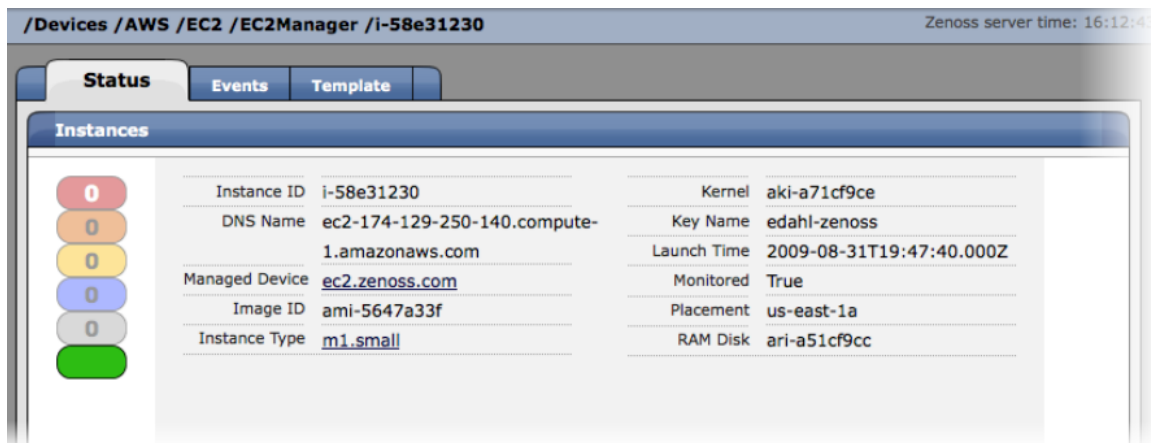 /Devices /AWS /EC2 /EC2Manager /i-58e31230
Zenoss server time: 16:12:4
Status
Events
Template
Instances
0
0
0
0
0
Instance ID i-58e31230
DNS Name ec2-174-129-250-140.compute-
1.amazonaws.com
Managed Device ec2.zenoss.com
Image ID ami-5647a33f
Instance Type m1.small
Kernel aki-a71cf9ce
Key Name edahl-zenoss
Launch Time 2009-08-31T19:47:40.000Z
Monitored True
Placement us-east-1a
RAM Disk ari-a51cf9cc